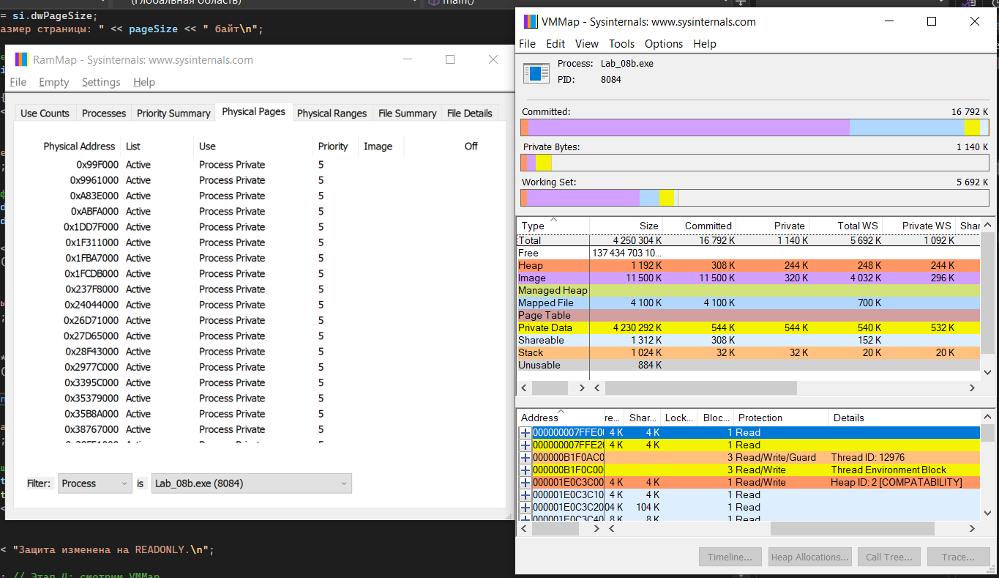 (Глобальная область)
main()
= si.dwPageSize;
азмер страницы: " << pageSize << " байт\n";
RamMap - Sysinternals: www.sysinternals.com
File Empty Settings Help
Use Counts Processes Priority Summary Physical Pages Physical Ranges File Summary File Details
Physical Address List Use Priority Image Off
0x99F000 Active Process Private 5
0x9961000 Active Process Private 5
0xA83E000 Active Process Private 5
0xABFA000 Active Process Private 5
0x1DD7F000 Active Process Private 5
0x1F311000 Active Process Private 5
0x1FBA7000 Active Process Private 5
0x1FCDB000 Active Process Private 5
0x237F8000 Active Process Private 5
0x24044000 Active Process Private 5
0x26D71000 Active Process Private 5
0x27D65000 Active Process Private 5
0x28F43000 Active Process Private 5
0x2977C000 Active Process Private 5
0x3395C000 Active Process Private 5
0x35379000 Active Process Private 5
0x35B8A000 Active Process Private 5
0x38767000 Active Process Private 5
Filter: Process is Lab_08b.exe (8084)
< "Защита изменена на READONLY.\n";
; // Этап 4: смотрим VMMap
VMMap - Sysinternals: www.sysinternals.com
File Edit View Tools Options Help
Process: Lab_08b.exe
PID: 8084
Committed: 16 792 K
Private Bytes: 1 140 K
Working Set: 5 692 K
Type Size Committed Private Total WS Private WS Shar
Total 4 250 304 K 16 792 K 1 140 K 5 692 K 1 092 K
Free 137 434 703 10...
Heap 1 192 K 308 K 244 K 248 K 244 K
Image 11 500 K 11 500 K 320 K 4 032 K 296 K
Managed Heap
Mapped File 4 100 K 4 100 K 700 K
Page Table
Private Data 4 230 292 K 544 K 544 K 540 K 532 K
Shareable 1 312 K 308 K 152 K
Stack 1 024 K 32 K 32 K 20 K 20 K
Unusable 884 K
Address re... Shar... Lock... Bloc... Protection Details
000000007FFE00 4 K 4 K 1 Read
000000007FFE20 4 K 4 K 1 Read
000000B1F0AC0 3 Read/Write/Guard Thread ID: 12976
000000B1F0C00 3 Read/Write Thread Environment Block
000001E0C3C00 4 K 4 K 1 Read/Write Heap ID: 2 [COMPATABILITY]
000001E0C3C10 4 K 4 K 1 Read
000001E0C3C20 04 K 104 K 1 Read
000001E0C3C40 8 K 8 K 1 Read
Timeline... Heap Allocations... Call Tree... Trace...